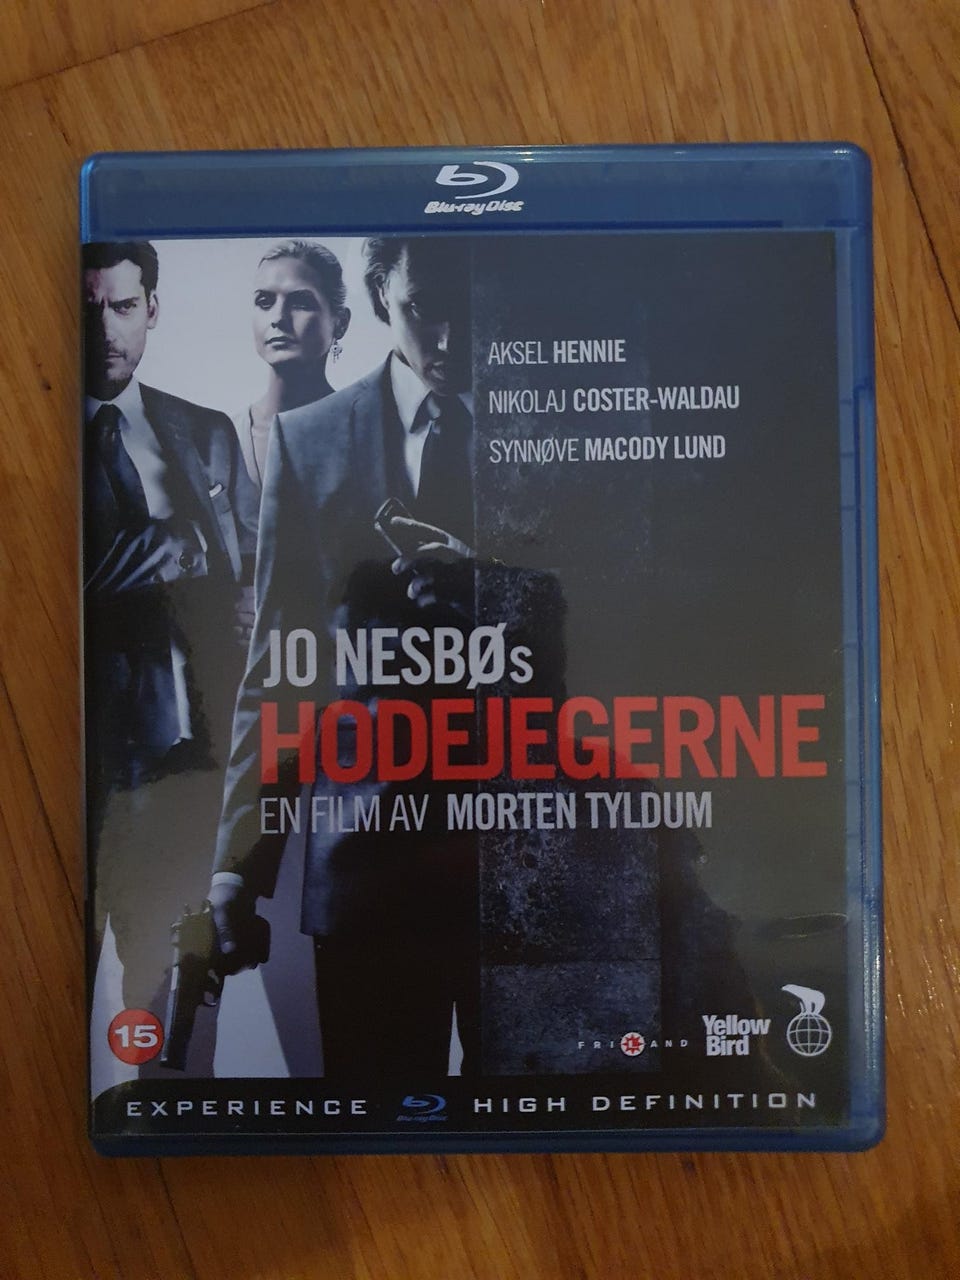 Blu-ray Disc
AKSEL HENNIE
NIKOLAJ COSTER-WALDAU
SYNNØVE MACODY LUND
JO NESBØs
HODEJEGERNE
EN FILM AV MORTEN TYLDUM
15
FRILAND
Yellow
Bird
EXPERIENCE Blu-ray Disc HIGH DEFINITION